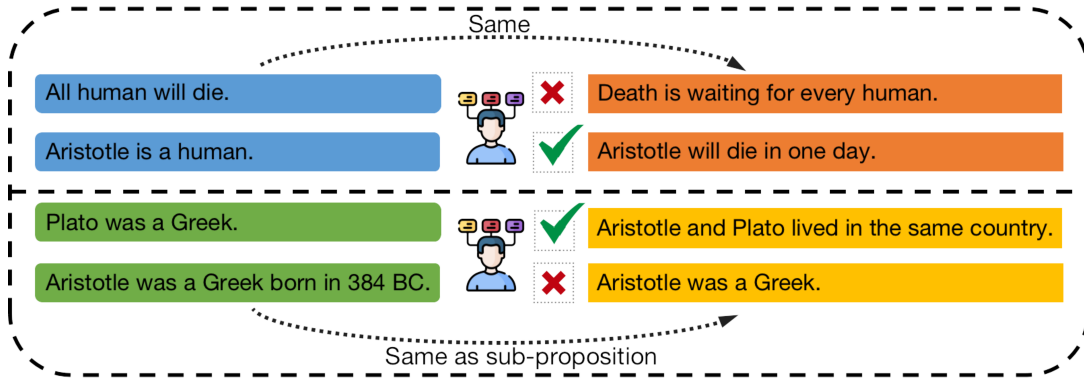 Same
All human will die.
Death is waiting for every human.
Aristotle is a human.
Aristotle will die in one day.
Plato was a Greek.
Aristotle and Plato lived in the same country.
Aristotle was a Greek born in 384 BC.
Aristotle was a Greek.
Same as sub-proposition